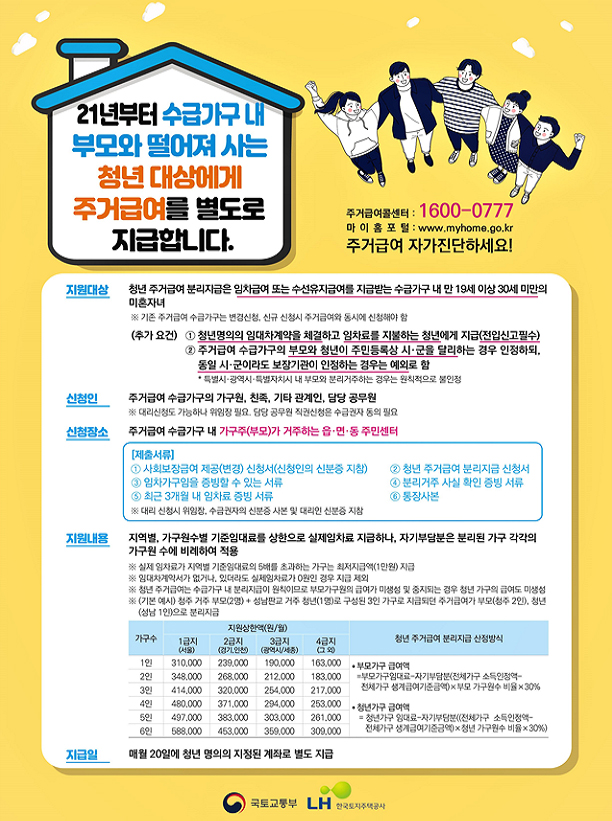 21년부터 수급가구 내
부모와 떨어져 사는
청년 대상에게
주거급여를 별도로
지급합니다.
주거급여콜센터 : 1600-0777
마이홈포털 : www.myhome.go.kr
주거급여 자가진단하세요!
지원대상
청년 주거급여 분리지급은 임차급여 또는 수선유지급여를 지급받는 수급가구 내 만 19세 이상 30세 미만의
미혼자녀
※ 기존 주거급여 수급가구는 변경신청, 신규 신청시 주거급여와 동시에 신청해야 함
(추가 요건) ① 청년명의의 임대차계약을 체결하고 임차료를 지불하는 청년에게 지급(전입신고필수)
② 주거급여 수급가구의 부모와 청년이 주민등록상 시·군을 달리하는 경우 인정하되,
동일 시·군이라도 보장기관이 인정하는 경우는 예외로 함
* 특별시·광역시·특별자치시 내 부모와 분리거주하는 경우는 원칙적으로 불인정
신청인
주거급여 수급가구의 가구원, 친족, 기타 관계인, 담당 공무원
※ 대리신청도 가능하나 위임장 필요. 담당 공무원 직권신청은 수급권자 동의 필요
신청장소
주거급여 수급가구 내 가구주(부모)가 거주하는 읍·면·동 주민센터
[제출서류]
① 사회보장급여 제공(변경) 신청서(신청인의 신분증 지참)
② 청년 주거급여 분리지급 신청서
③ 임차가구임을 증빙할 수 있는 서류
④ 분리거주 사실 확인 증빙 서류
⑤ 최근 3개월 내 임차료 증빙 서류
⑥ 통장사본
※ 대리 신청시 위임장, 수급권자의 신분증 사본 및 대리인 신분증 지참
지원내용
지역별, 가구원수별 기준임대료를 상한으로 실제임차료 지급하나, 자기부담분은 분리된 가구 각각의
가구원 수에 비례하여 적용
※ 실제 임차료가 지역별 기준임대료의 5배를 초과하는 가구는 최저지급액(1만원) 지급
※ 임대차계약서가 없거나, 있더라도 실제임차료가 0원인 경우 지급 제외
※ 청년 주거급여는 수급가구 내 분리지급이 원칙이므로 부모가구원의 급여가 미생성 및 중지되는 경우 청년 가구의 급여도 미생성
※ (기본 예시) 청주 거주 부모(2명) + 성남판교 거주 청년(1명)로 구성된 3인 가구로 지급되던 주거급여가 부모(청주 2인), 청년
(성남 1인)으로 분리지급
가구수
지원상한액(원/월)
청년 주거급여 분리지급 산정방식
1급지 2급지 3급지 4급지
(서울) (경기,인천) (광역시/세종) (그 외)
1인 310,000 239,000 190,000 163,000
2인 348,000 268,000 212,000 183,000
3인 414,000 320,000 254,000 217,000
4인 480,000 371,000 294,000 253,000
5인 497,000 383,000 303,000 261,000
6인 588,000 453,000 359,000 309,000
• 부모가구 급여액
=부모가구임대료-자기부담분(전체가구 소득인정액-
전체가구 생계급여기준금액)×부모 가구원수 비율×30%
• 청년가구 급여액
= 청년가구 임대료-자기부담분((전체가구 소득인정액-
전체가구 생계급여기준금액)×청년 가구원수 비율×30%)
지급일
매월 20일에 청년 명의의 지정된 계좌로 별도 지급
국토교통부
LH 한국토지주택공사